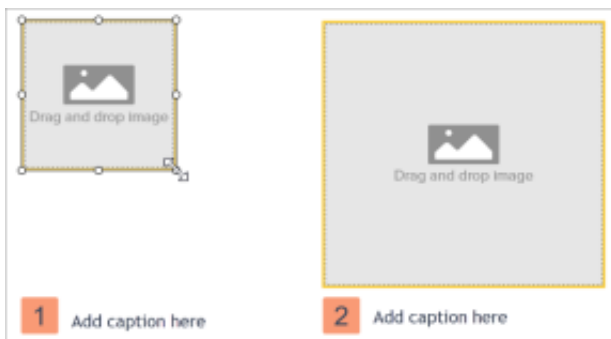 Drag and drop image
Drag and drop image
1 Add caption here
2 Add caption here